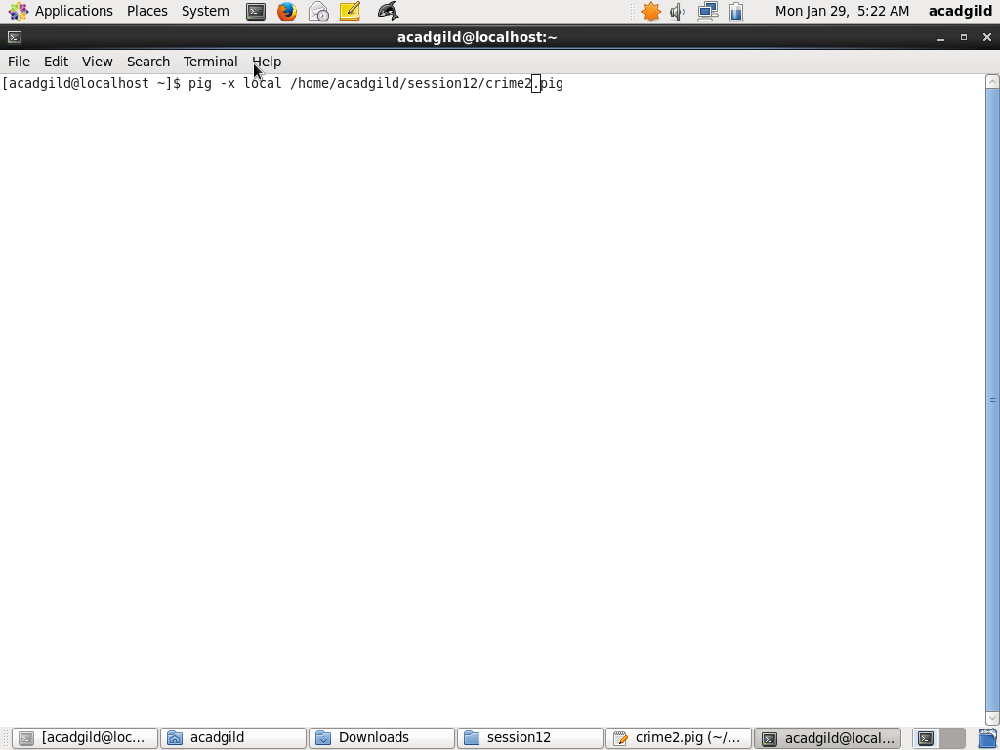 Applications Places System Mon Jan 29, 5:22 AM acadgild
acadgild@localhost:~
File Edit View Search Terminal Help
[acadgild@localhost ~]$ pig -x local /home/acadgild/session12/crime2.pig
[acadgild@loc... acadgild Downloads session12 crime2.pig (~/... acadgild@local...